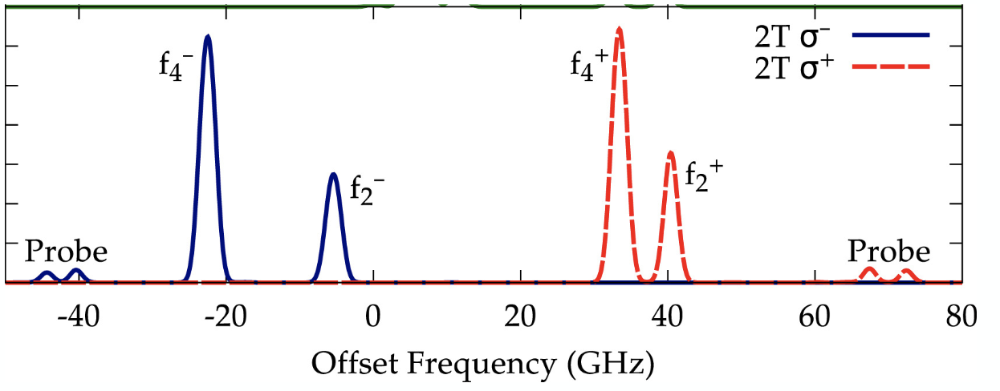 2T σ⁻
2T σ⁺
f₄⁻
f₂⁻
f₄⁺
f₂⁺
Probe
Probe
-40 -20 0 20 40 60 80
Offset Frequency (GHz)